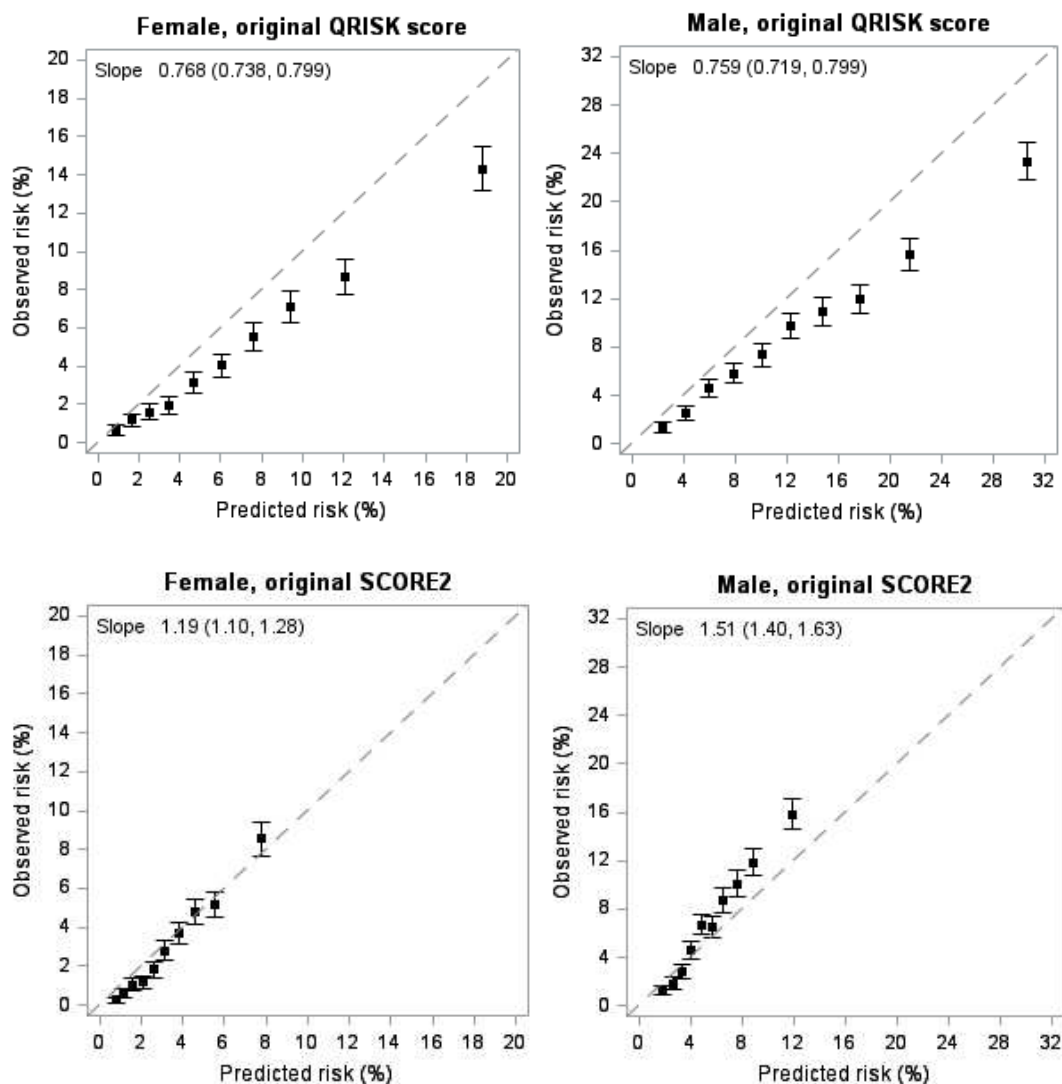 Female, original QRISK score
Slope 0.768 (0.738, 0.799)
20
18
16
14
12
10
8
6
4
2
0
Observed risk (%)
0 2 4 6 8 10 12 14 16 18 20
Predicted risk (%)
Male, original QRISK score
Slope 0.759 (0.719, 0.799)
32
28
24
20
16
12
8
4
0
Observed risk (%)
0 4 8 12 16 20 24 28 32
Predicted risk (%)
Female, original SCORE2
Slope 1.19 (1.10, 1.28)
20
18
16
14
12
10
8
6
4
2
0
Observed risk (%)
0 2 4 6 8 10 12 14 16 18 20
Predicted risk (%)
Male, original SCORE2
Slope 1.51 (1.40, 1.63)
32
28
24
20
16
12
8
4
0
Observed risk (%)
0 4 8 12 16 20 24 28 32
Predicted risk (%)